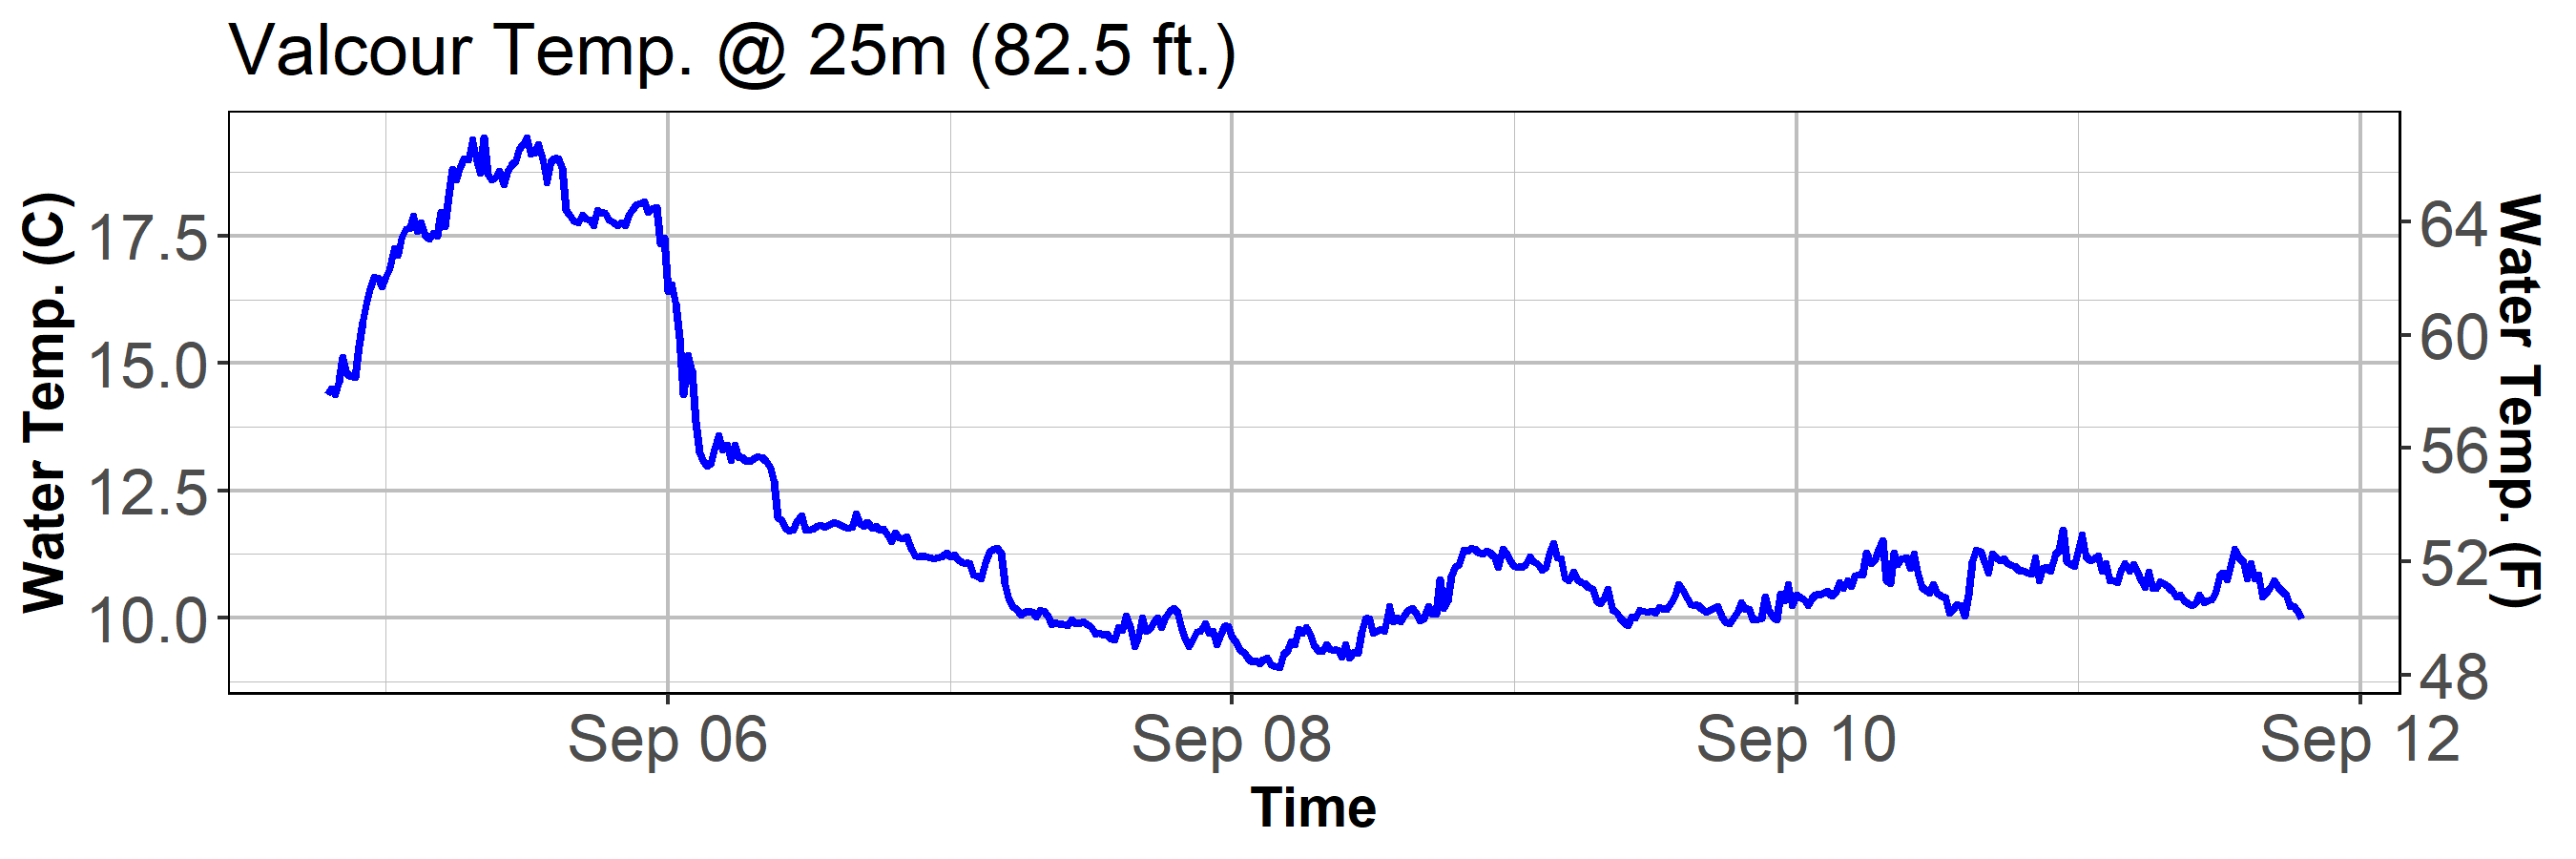 Valcour Temp. @ 25m (82.5 ft.)
Water Temp. (C)
17.5
15.0
12.5
10.0
64
60
56
52
48
Water Temp. (F)
Sep 06
Sep 08
Sep 10
Sep 12
Time